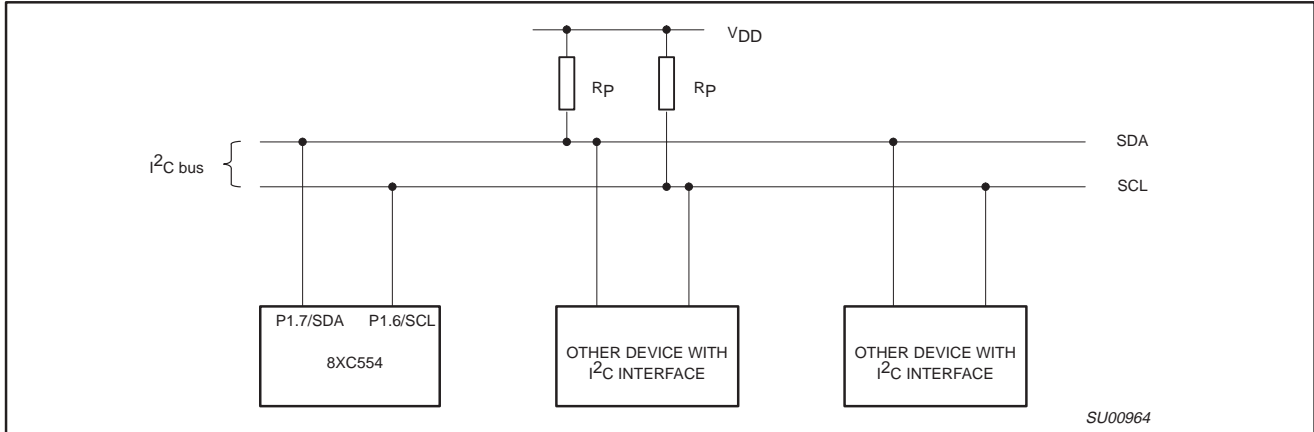 VDD
RP RP
SDA
I2C bus
SCL
P1.7/SDA P1.6/SCL
8XC554
OTHER DEVICE WITH
I2C INTERFACE
OTHER DEVICE WITH
I2C INTERFACE
SU00964